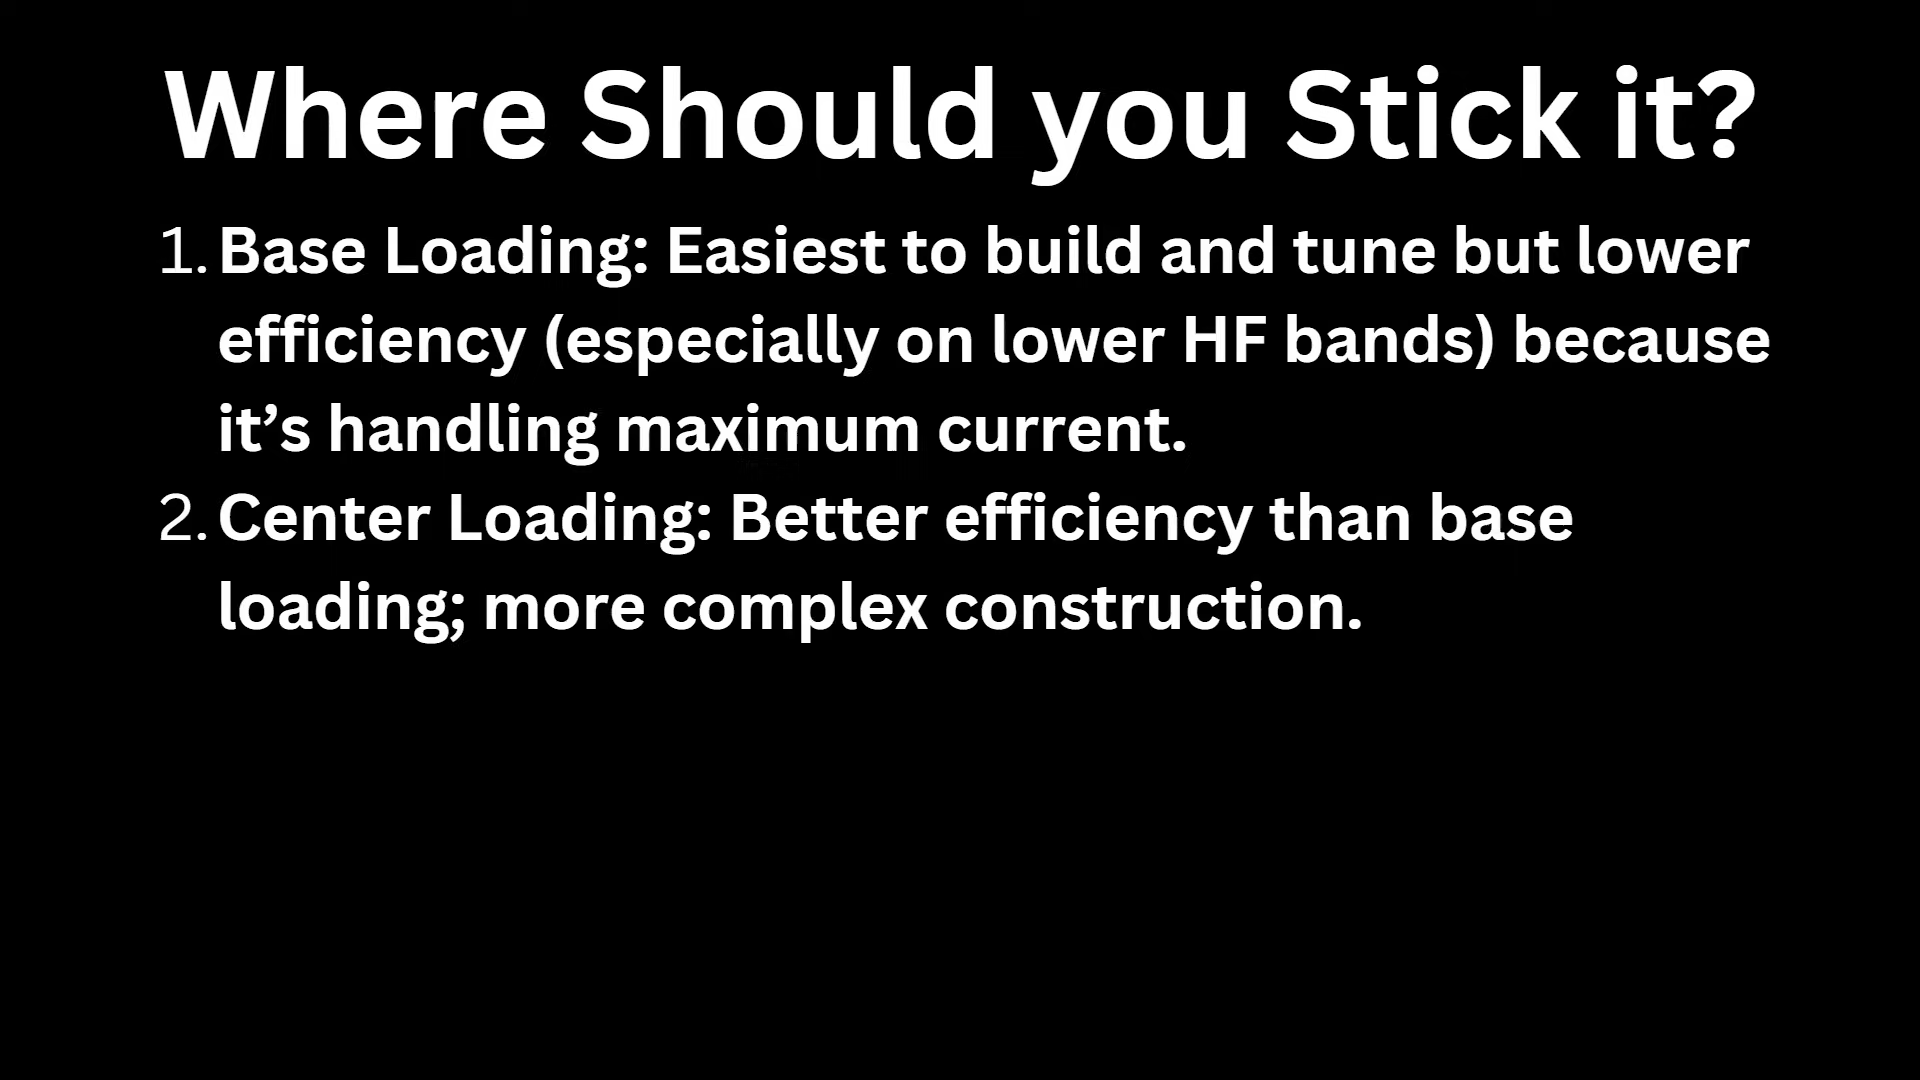 Where Should you Stick it?
1. Base Loading: Easiest to build and tune but lower
efficiency (especially on lower HF bands) because
it’s handling maximum current.
2. Center Loading: Better efficiency than base
loading; more complex construction.